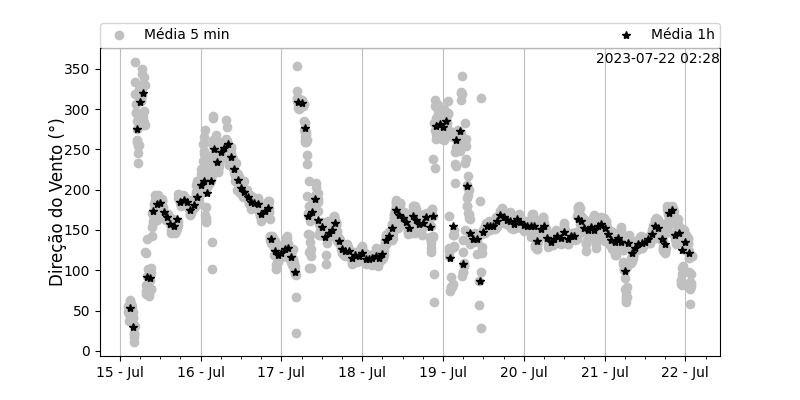 Média 5 min
Média 1h
2023-07-22 02:28
Direção do Vento (°)
350
300
250
200
150
100
50
0
15 - Jul
16 - Jul
17 - Jul
18 - Jul
19 - Jul
20 - Jul
21 - Jul
22 - Jul